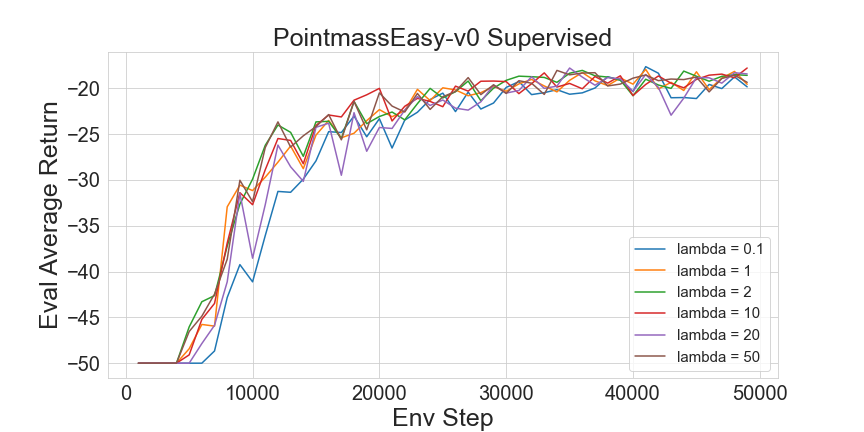 PointmassEasy-v0 Supervised
Eval Average Return
−20
−25
−30
−35
−40
−45
−50
0
10000
20000
30000
40000
50000
Env Step
lambda = 0.1
lambda = 1
lambda = 2
lambda = 10
lambda = 20
lambda = 50